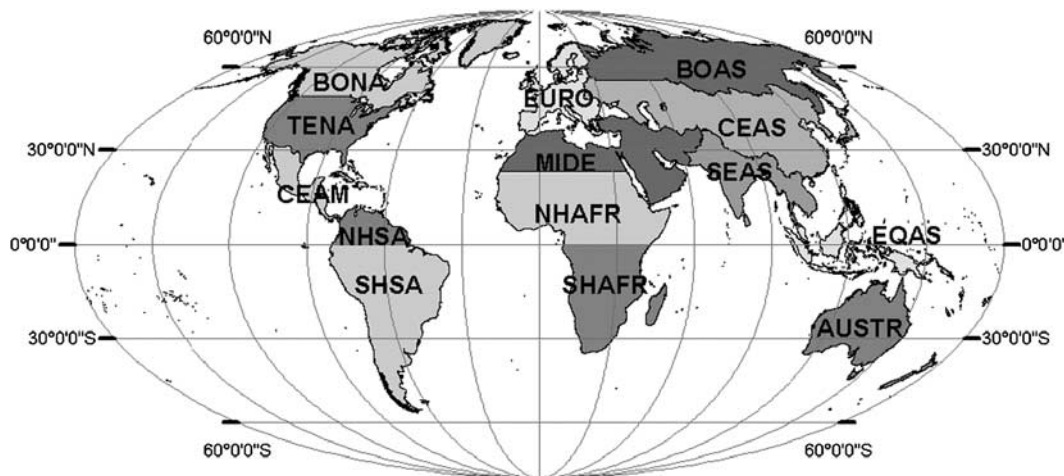 60°0'0"N
60°0'0"N
BONA
BOAS
EURO
TENA
CEAS
30°0'0"N
30°0'0"N
MIDE
SEAS
CEAM
NHAFR
NHSA
EQAS
0°0'0"
0°0'0"
SHSA
SHAFR
AUSTR
30°0'0"S
30°0'0"S
60°0'0"S
60°0'0"S